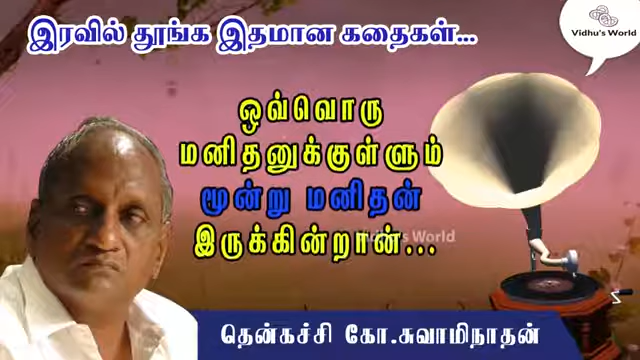 இரவில் தூங்க இதமான கதைகள்...
Vidhu's World
ஒவ்வொரு
மனிதனுக்குள்ளும்
மூன்று மனிதன்
இருக்கின்றான்...
Vidhu's World
தென்கச்சி கோ.சுவாமிநாதன்